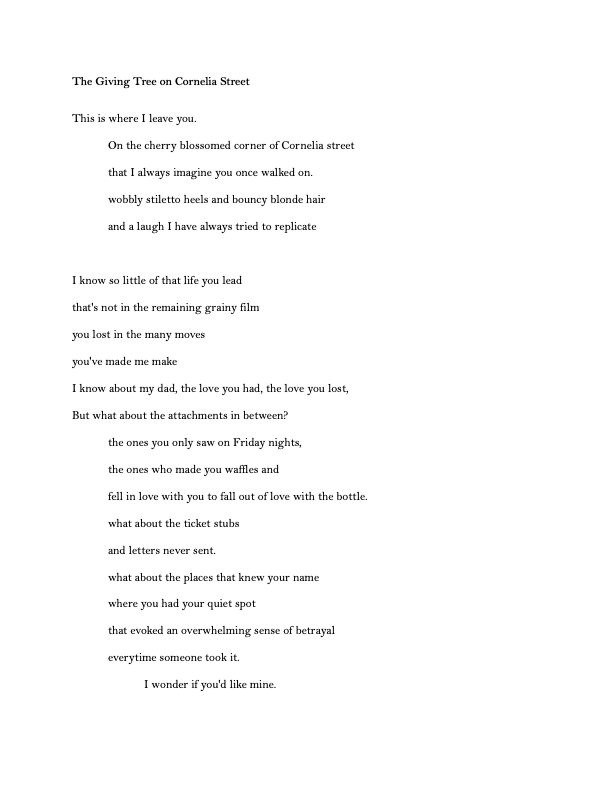 The Giving Tree on Cornelia Street
This is where I leave you.
On the cherry blossomed corner of Cornelia street
that I always imagine you once walked on.
wobbly stiletto heels and bouncy blonde hair
and a laugh I have always tried to replicate
I know so little of that life you lead
that's not in the remaining grainy film
you lost in the many moves
you've made me make
I know about my dad, the love you had, the love you lost,
But what about the attachments in between?
the ones you only saw on Friday nights,
the ones who made you waffles and
fell in love with you to fall out of love with the bottle.
what about the ticket stubs
and letters never sent.
what about the places that knew your name
where you had your quiet spot
that evoked an overwhelming sense of betrayal
everytime someone took it.
I wonder if you'd like mine.